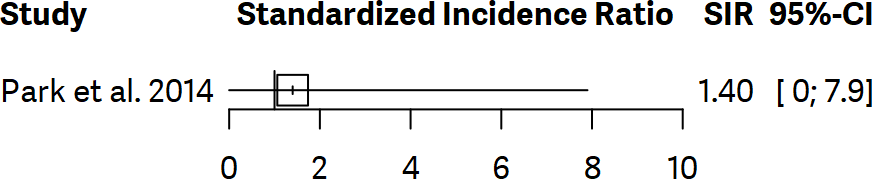 Study Standardized Incidence Ratio SIR 95%-CI
Park et al. 2014 1.40 [ 0; 7.9]
0 2 4 6 8 10